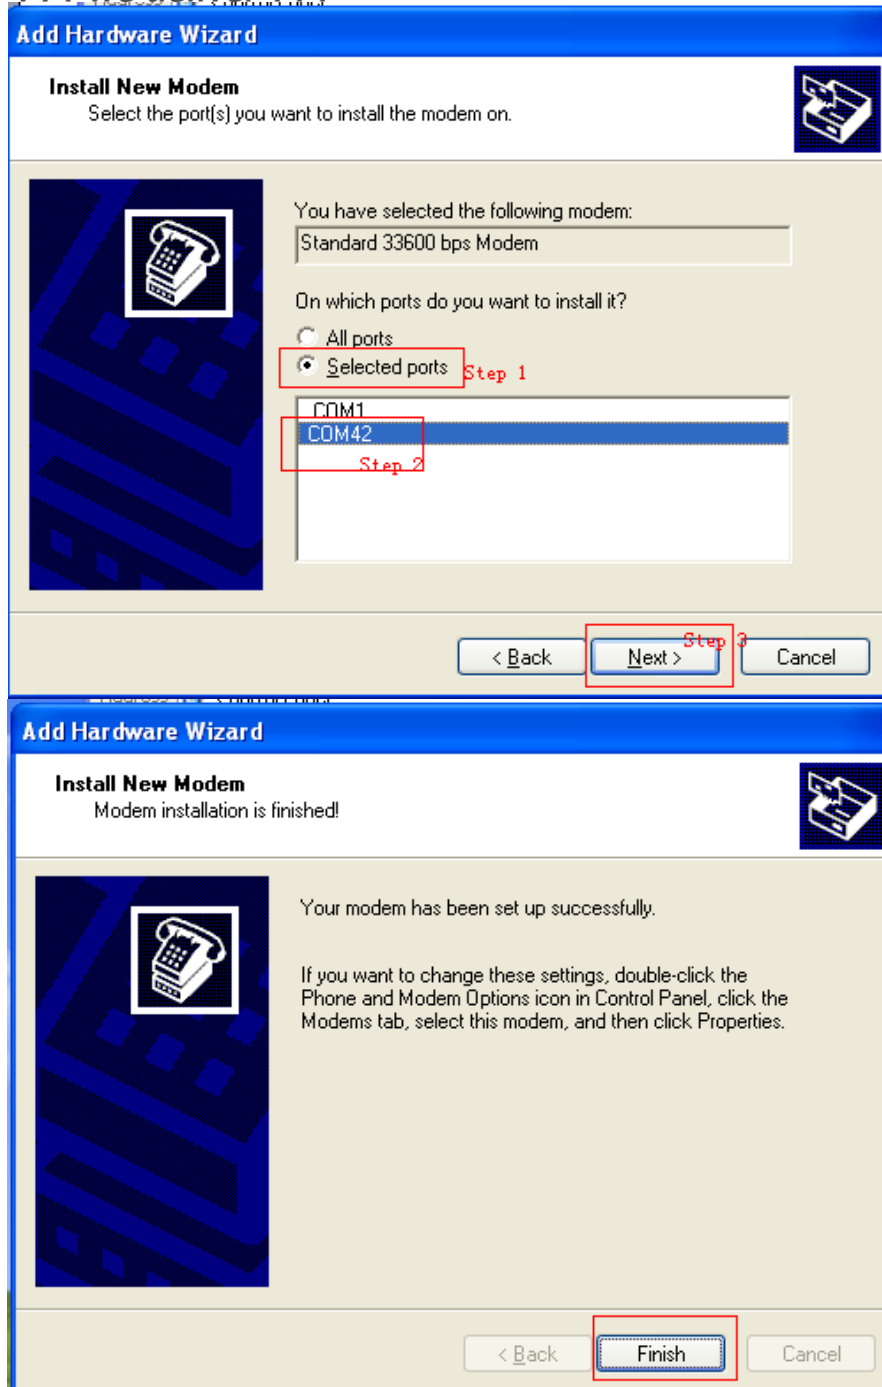 Add Hardware Wizard
Install New Modem
Select the port(s) you want to install the modem on.
You have selected the following modem:
Standard 33600 bps Modem
On which ports do you want to install it?
All ports
Selected ports
Step 1
COM1
COM42
Step 2
Step 3
< Back
Next >
Cancel
Add Hardware Wizard
Install New Modem
Modem installation is finished!
Your modem has been set up successfully.
If you want to change these settings, double-click the
Phone and Modem Options icon in Control Panel, click the
Modems tab, select this modem, and then click Properties.
< Back
Finish
Cancel